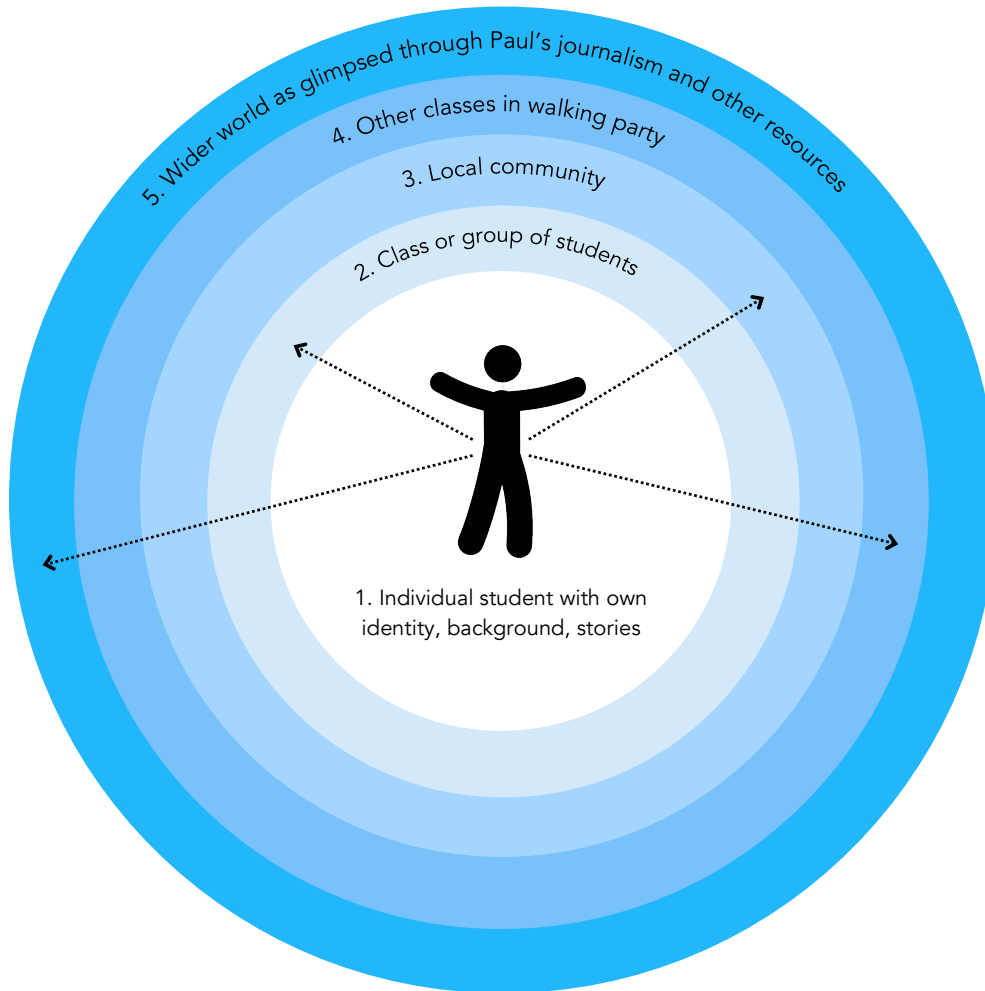 5. Wider world as glimpsed through Paul's journalism and other resources
4. Other classes in walking party
3. Local community
2. Class or group of students
1. Individual student with own
identity, background, stories